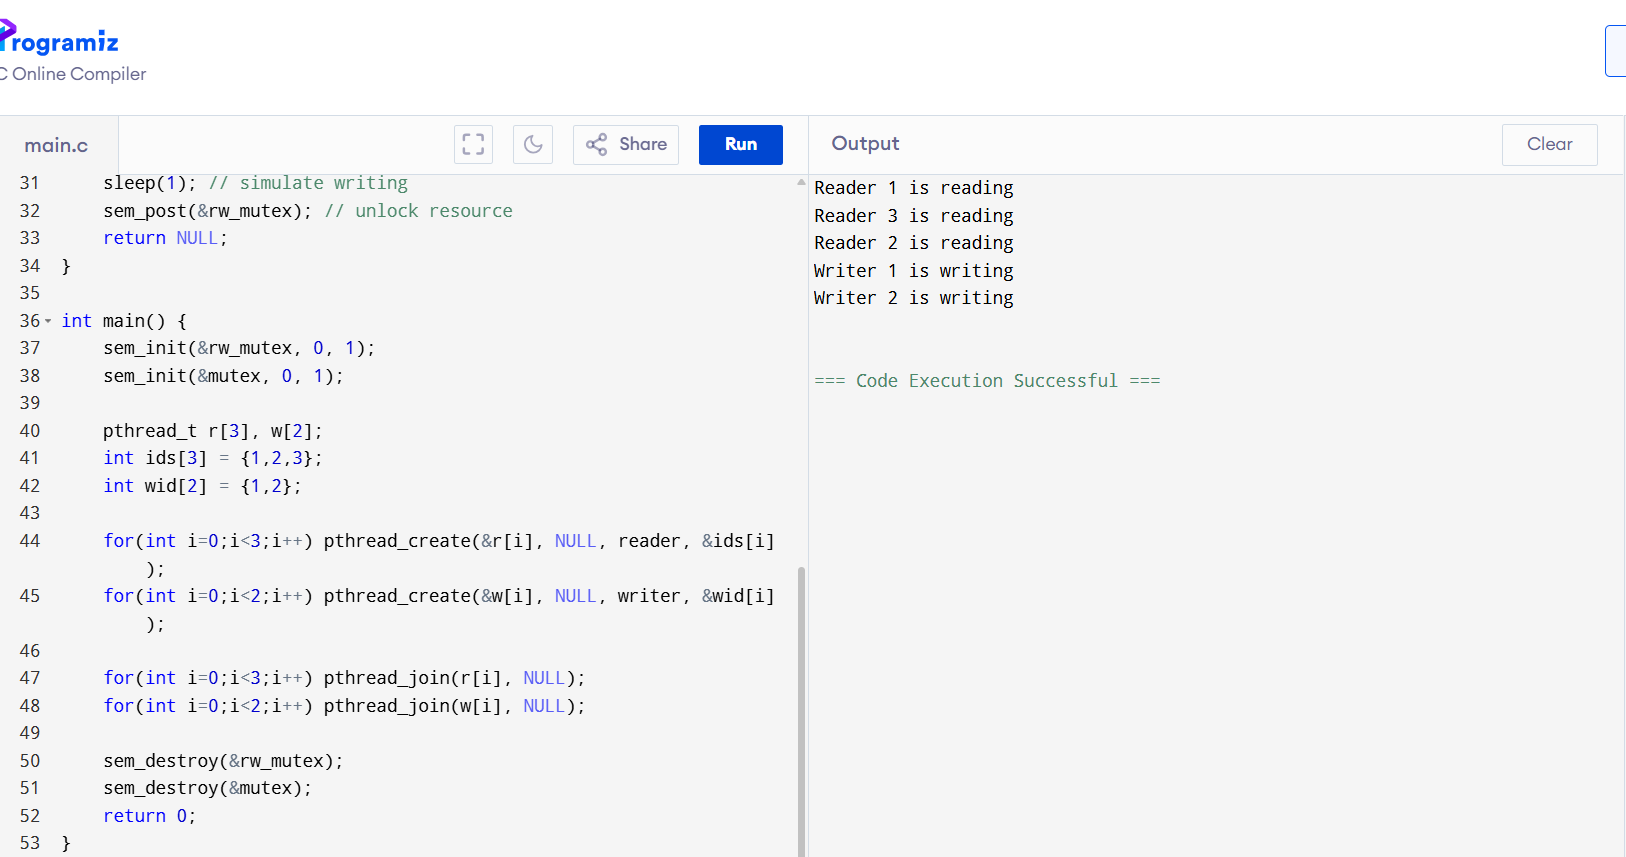 Programiz
C Online Compiler
main.c
Share
Run
Output
Clear
31 sleep(1); // simulate writing
32 sem_post(&rw_mutex); // unlock resource
33 return NULL;
34 }
35
36 int main() {
37 sem_init(&rw_mutex, 0, 1);
38 sem_init(&mutex, 0, 1);
39
40 pthread_t r[3], w[2];
41 int ids[3] = {1,2,3};
42 int wid[2] = {1,2};
43
44 for(int i=0;i<3;i++) pthread_create(&r[i], NULL, reader, &ids[i]
);
45 for(int i=0;i<2;i++) pthread_create(&w[i], NULL, writer, &wid[i]
);
46
47 for(int i=0;i<3;i++) pthread_join(r[i], NULL);
48 for(int i=0;i<2;i++) pthread_join(w[i], NULL);
49
50 sem_destroy(&rw_mutex);
51 sem_destroy(&mutex);
52 return 0;
53 }
Reader 1 is reading
Reader 3 is reading
Reader 2 is reading
Writer 1 is writing
Writer 2 is writing
=== Code Execution Successful ===